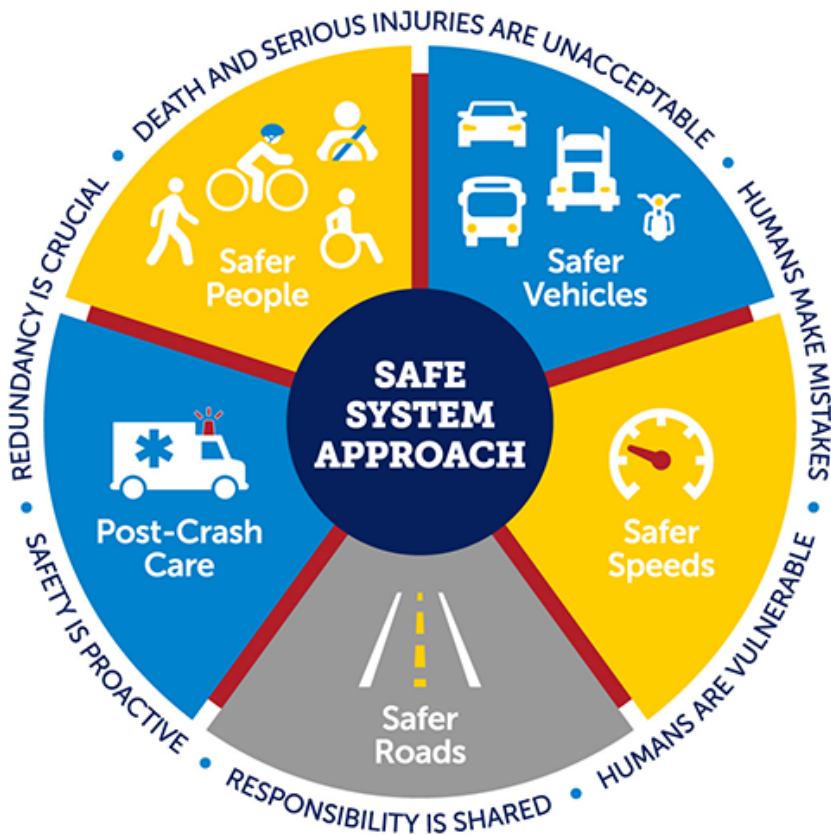 DEATH AND SERIOUS INJURIES ARE UNACCEPTABLE
HUMANS MAKE MISTAKES
HUMANS ARE VULNERABLE
RESPONSIBILITY IS SHARED
SAFETY IS PROACTIVE
REDUNDANCY IS CRUCIAL
Safer
People
Safer
Vehicles
SAFE
SYSTEM
APPROACH
Post-Crash
Care
Safer
Speeds
Safer
Roads